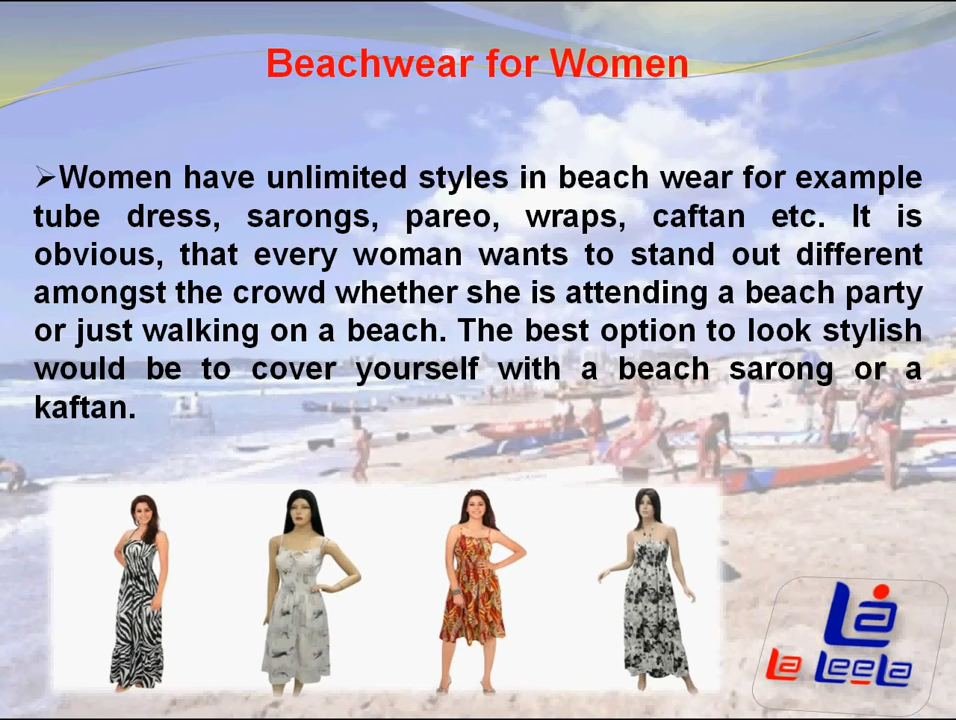 Beachwear for Women
➢Women have unlimited styles in beach wear for example
tube dress, sarongs, pareo, wraps, caftan etc. It is
obvious, that every woman wants to stand out different
amongst the crowd whether she is attending a beach party
or just walking on a beach. The best option to look stylish
would be to cover yourself with a beach sarong or a
kaftan.
La
La Leela